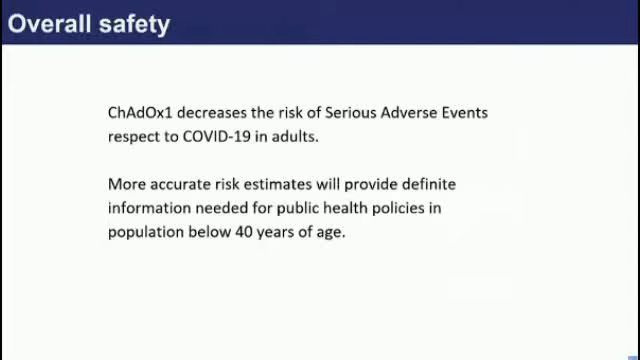 Overall safety
ChAdOx1 decreases the risk of Serious Adverse Events
respect to COVID-19 in adults.
More accurate risk estimates will provide definite
information needed for public health policies in
population below 40 years of age.